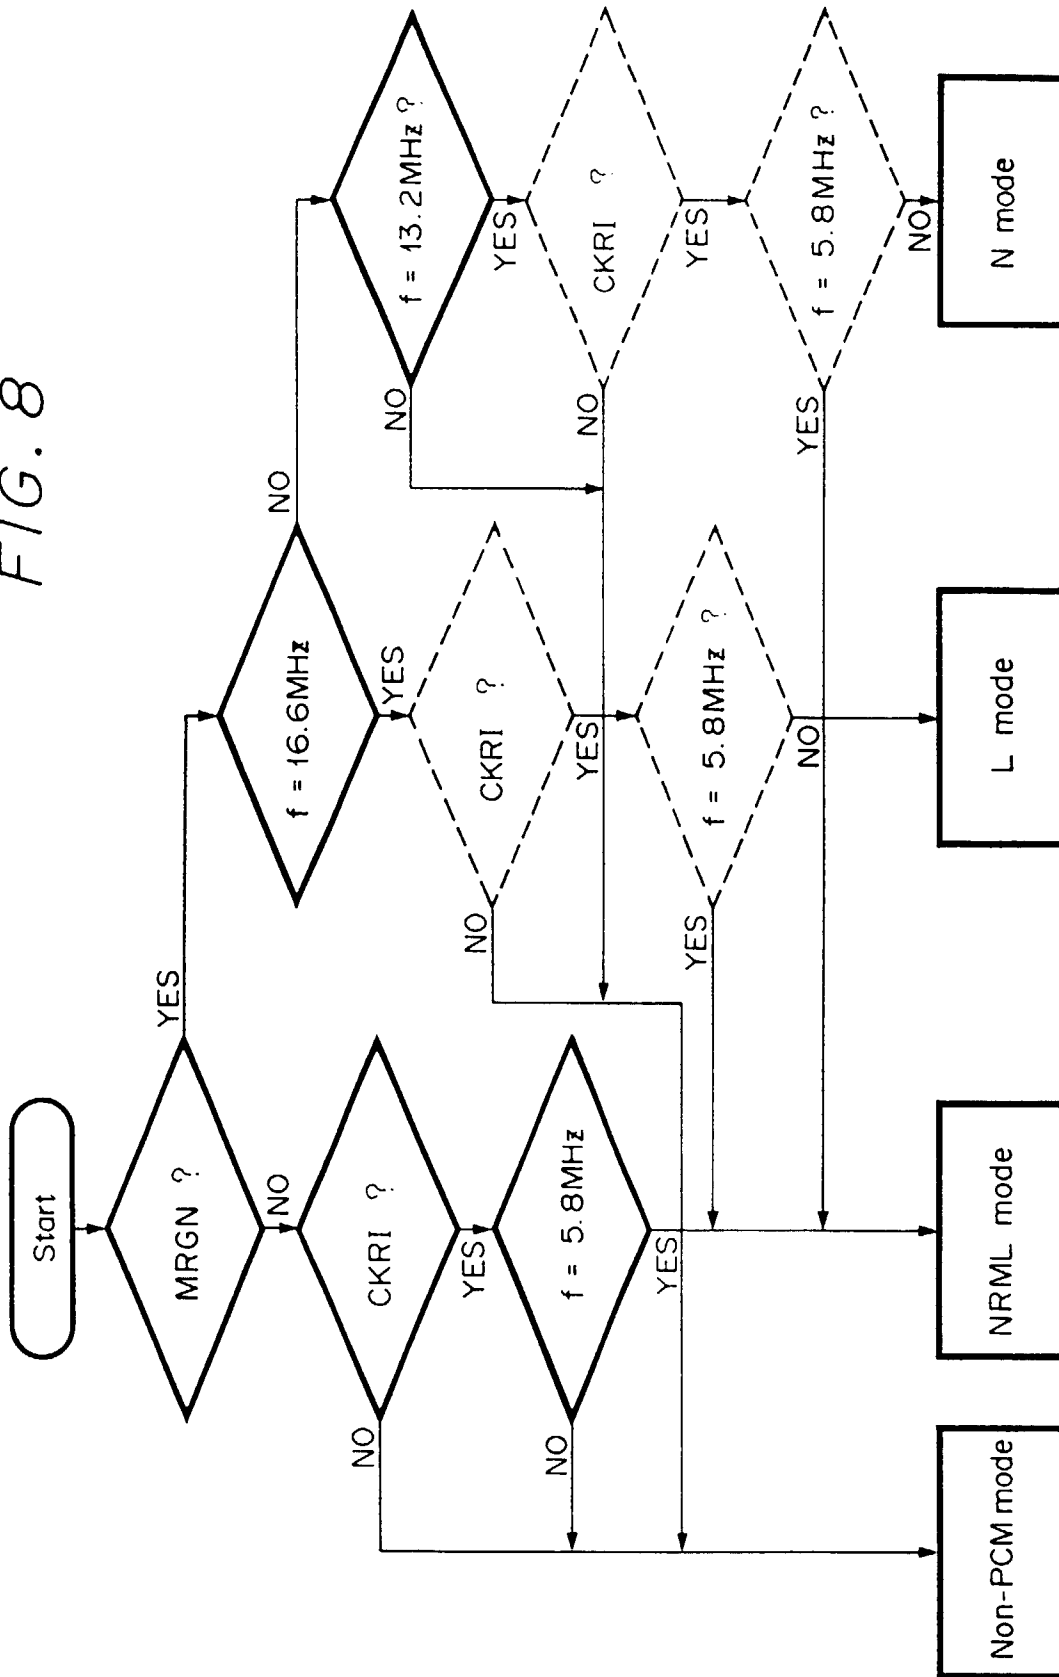 FIG. 8
Start
MRGN ?
YES
NO
f = 16.6MHz
NO
YES
f = 13.2MHz ?
NO
YES
CKRI ?
NO
YES
CKRI ?
NO
YES
CKRI ?
NO
YES
f = 5.8MHz
NO
YES
f = 5.8MHz ?
YES
NO
f = 5.8MHz ?
YES
NO
Non-PCM mode
NRML mode
L mode
N mode